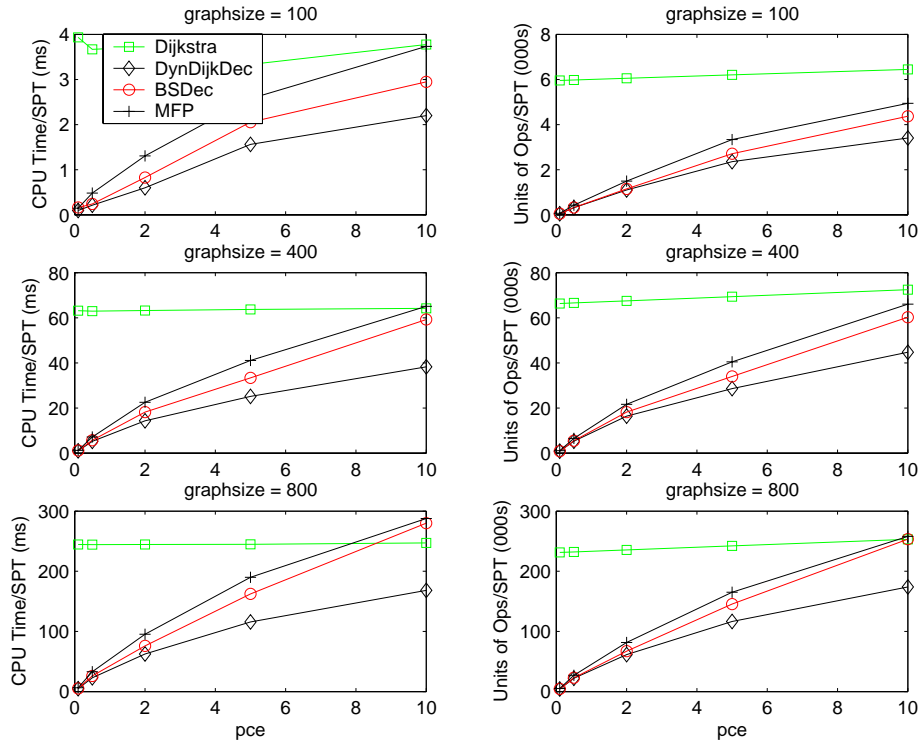 graphsize = 100
CPU Time/SPT (ms)
4
3
2
1
0
0 2 4 6 8 10
Dijkstra
DynDijkDec
BSDec
MFP
graphsize = 100
Units of Ops/SPT (000s)
8
6
4
2
0
0 2 4 6 8 10
graphsize = 400
CPU Time/SPT (ms)
80
60
40
20
0
0 2 4 6 8 10
graphsize = 400
Units of Ops/SPT (000s)
80
60
40
20
0
0 2 4 6 8 10
graphsize = 800
CPU Time/SPT (ms)
300
200
100
0
0 2 4 6 8 10
pce
graphsize = 800
Units of Ops/SPT (000s)
300
200
100
0
0 2 4 6 8 10
pce